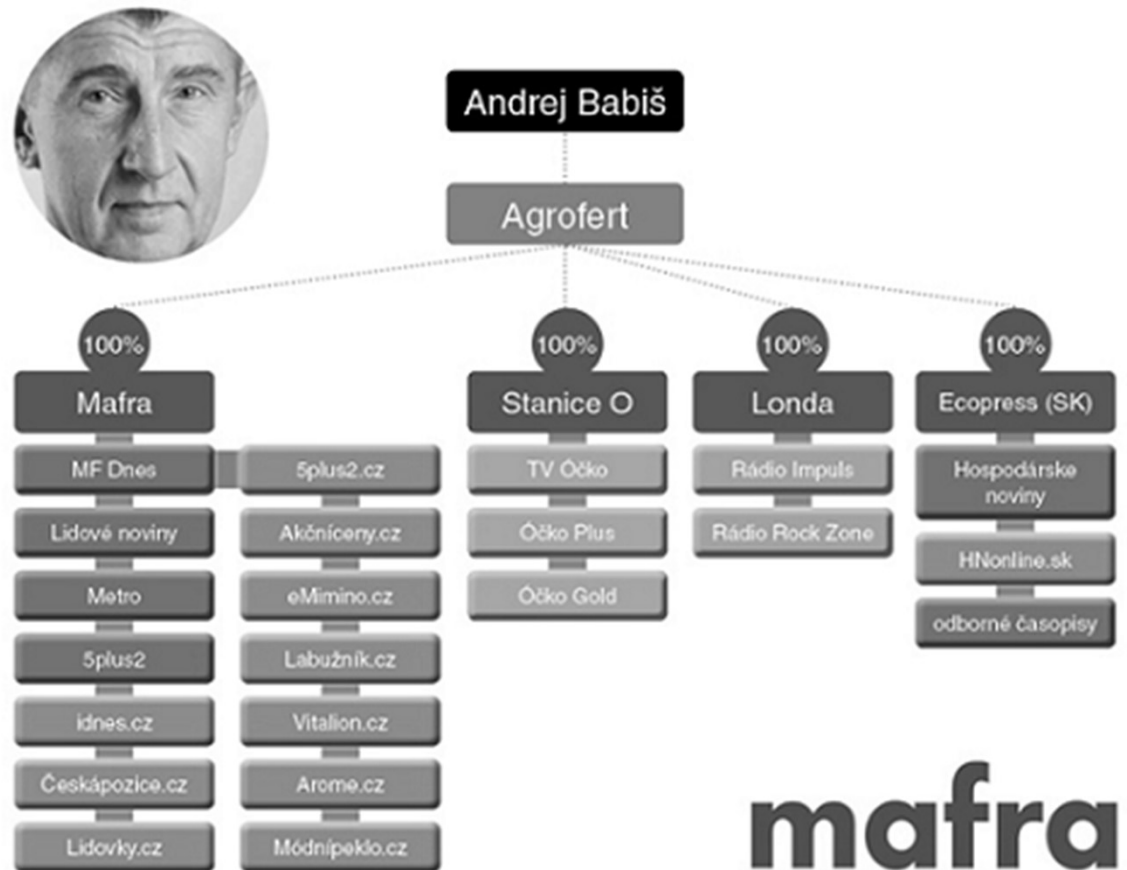 Andrej Babiš
Agrofert
100%
100%
100%
100%
Mafra
Stanice O
Londa
Ecopress (SK)
MF Dnes
Lidové noviny
Metro
5plus2
idnes.cz
Českápozice.cz
Lidovky.cz
5plus2.cz
Akčníceny.cz
eMimino.cz
Labužník.cz
Vitalion.cz
Arome.cz
Módnípeklo.cz
TV Óčko
Óčko Plus
Óčko Gold
Rádio Impuls
Rádio Rock Zone
Hospodárske
noviny
HNonline.sk
odborné časopisy
mafra